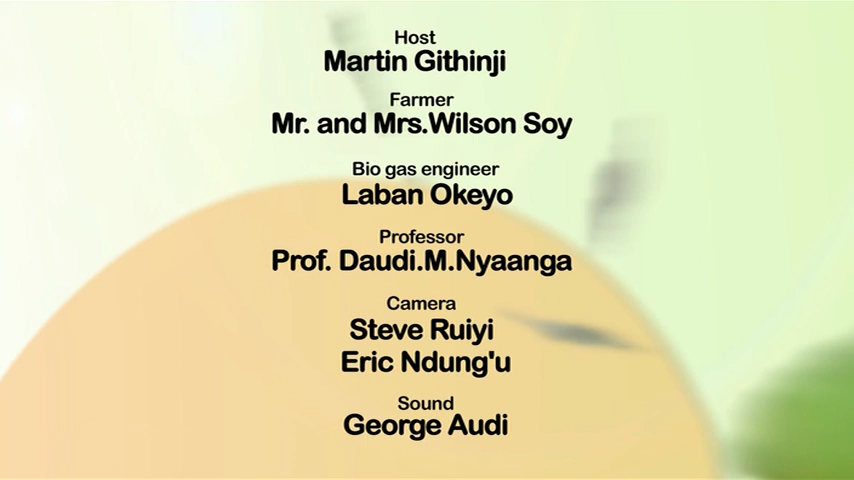 Host
Martin Githinji
Farmer
Mr. and Mrs.Wilson Soy
Bio gas engineer
Laban Okeyo
Professor
Prof. Daudi.M.Nyaanga
Camera
Steve Ruiyi
Eric Ndung'u
Sound
George Audi